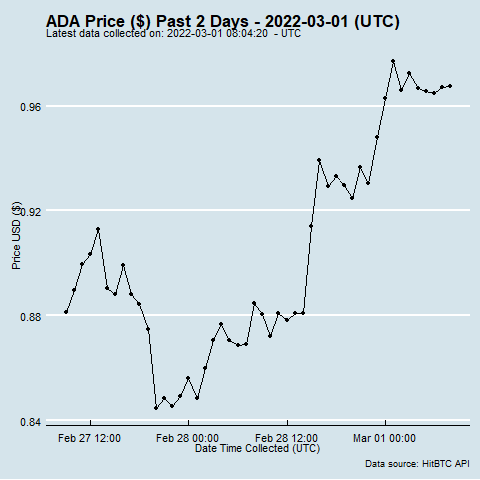 ADA Price ($) Past 2 Days - 2022-03-01 (UTC)
Latest data collected on: 2022-03-01 08:04:20 - UTC
0.96
0.92
0.88
0.84
Price USD ($)
Feb 27 12:00
Feb 28 00:00
Feb 28 12:00
Mar 01 00:00
Date Time Collected (UTC)
Data source: HitBTC API